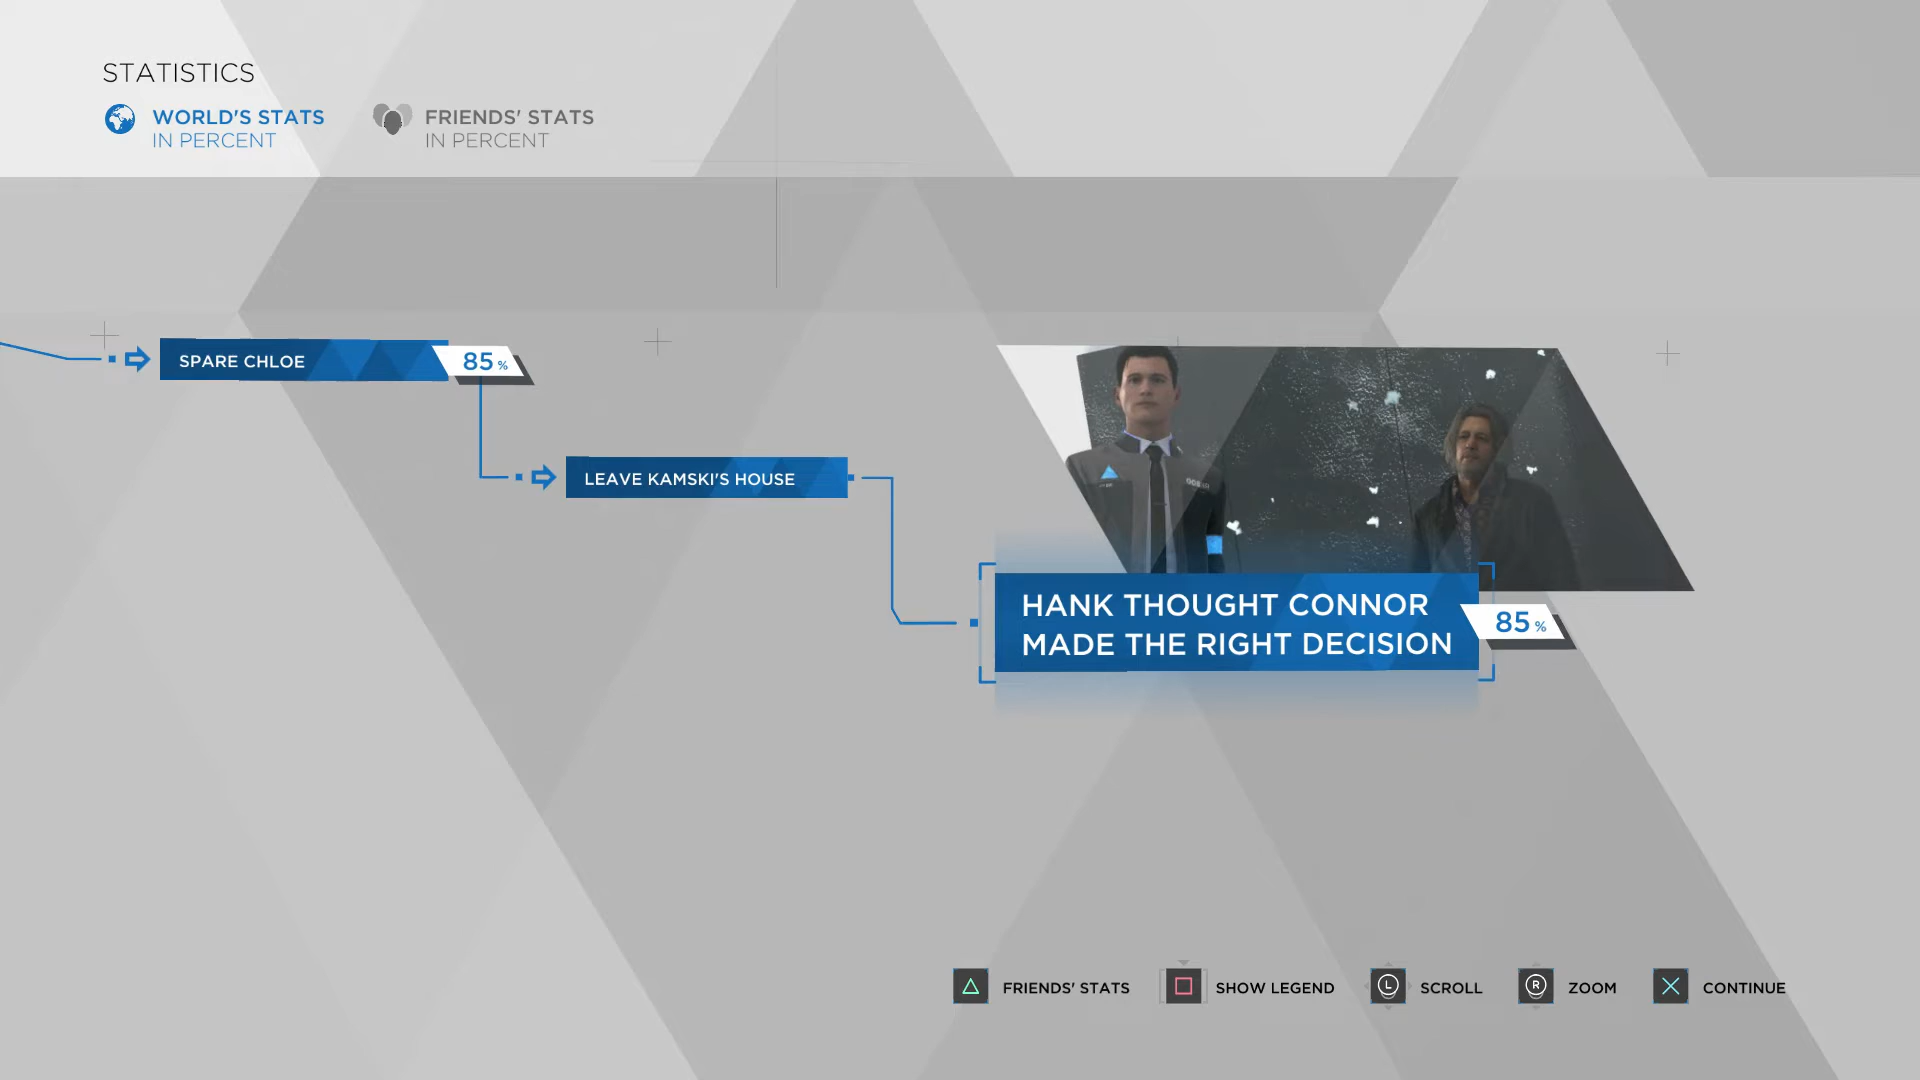 STATISTICS
WORLD'S STATS
IN PERCENT
FRIENDS' STATS
IN PERCENT
SPARE CHLOE
85 %
LEAVE KAMSKI'S HOUSE
HANK THOUGHT CONNOR
MADE THE RIGHT DECISION
85 %
FRIENDS' STATS
SHOW LEGEND
L
SCROLL
R
ZOOM
CONTINUE